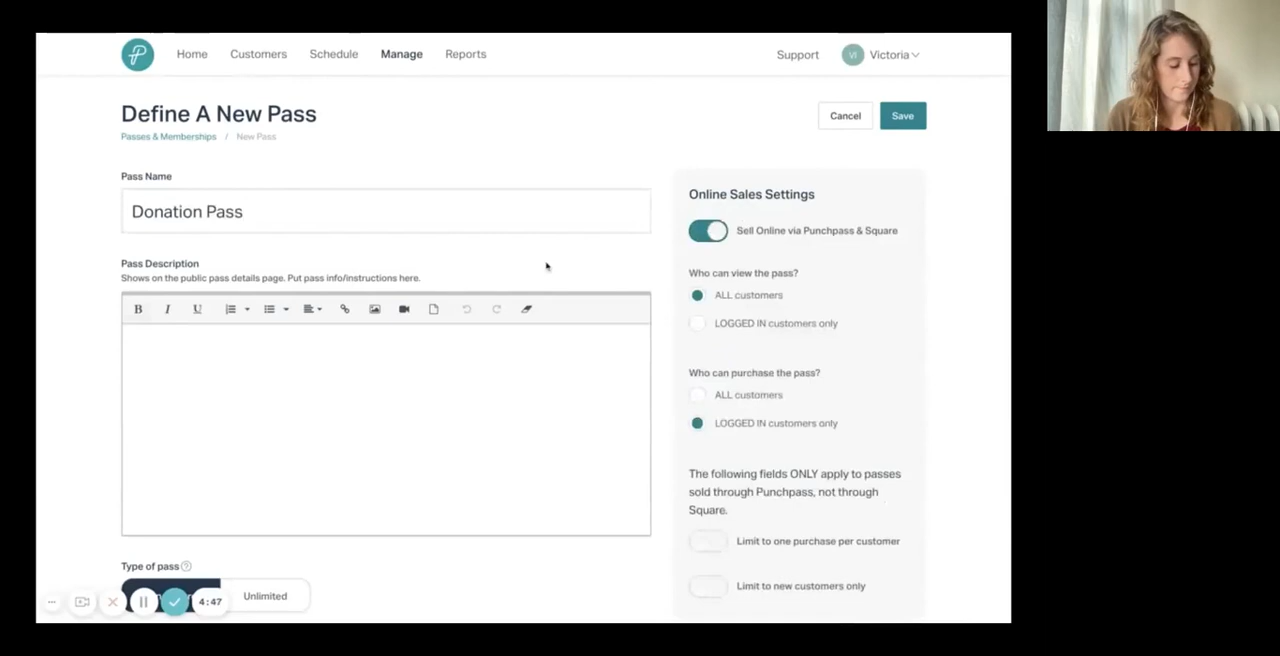 Home Customers Schedule Manage Reports Support VI Victoria
Define A New Pass
Cancel Save
Passes & Memberships / New Pass
Pass Name
Donation Pass
Pass Description
Shows on the public pass details page. Put pass info/instructions here.
B I U
Type of pass
Unlimited
4:47
Online Sales Settings
Sell Online via Punchpass & Square
Who can view the pass?
ALL customers
LOGGED IN customers only
Who can purchase the pass?
ALL customers
LOGGED IN customers only
The following fields ONLY apply to passes
sold through Punchpass, not through
Square.
Limit to one purchase per customer
Limit to new customers only